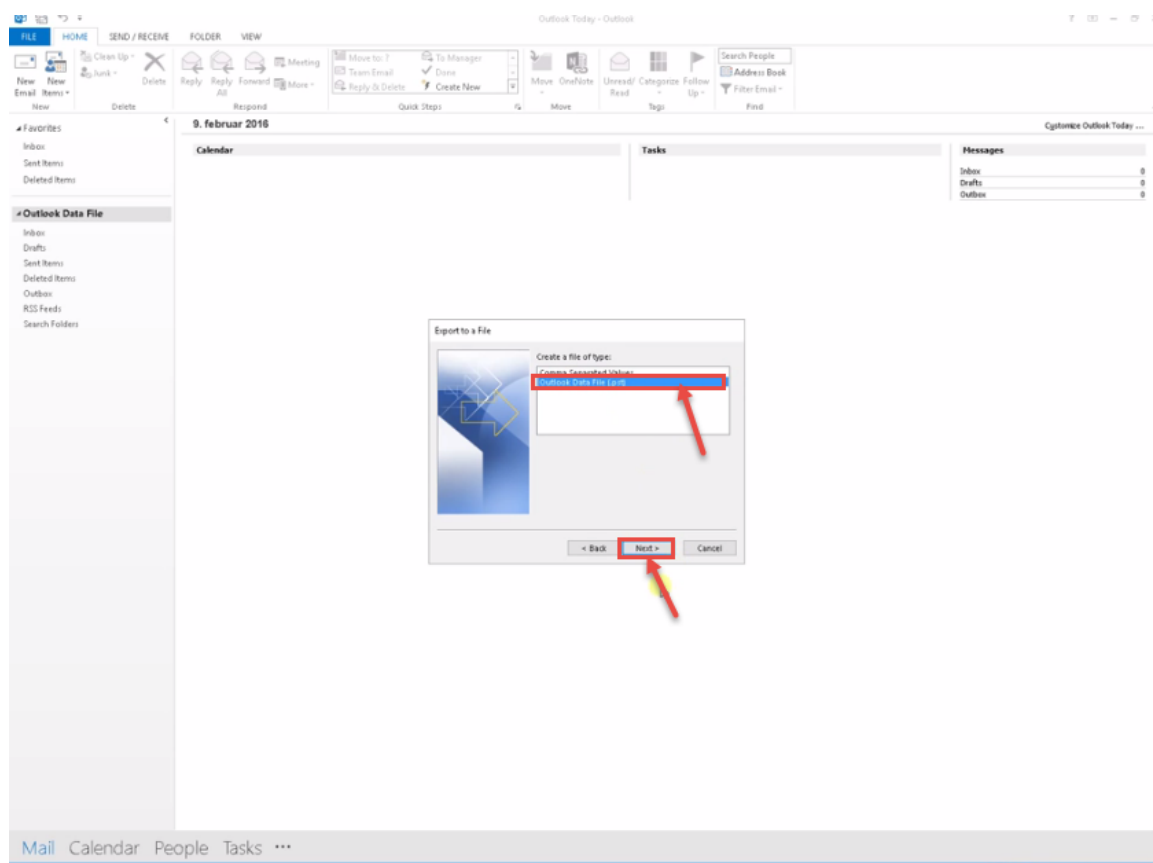 Outlook Today - Outlook
FILE HOME SEND / RECEIVE FOLDER VIEW
New Email
New Items
Clean Up
Junk
Delete
Reply
Reply All
Forward
Meeting
More
Move to: ?
Team Email
Reply & Delete
To Manager
Done
Create New
Move
OneNote
Unread/ Read
Categorize
Follow Up
Search People
Address Book
Filter Email
New Delete Respond Quick Steps Move Tags Find
Favorites
Inbox
Sent Items
Deleted Items
Outlook Data File
Inbox
Drafts
Sent Items
Deleted Items
Outbox
RSS Feeds
Search Folders
9. februar 2016
Customize Outlook Today ...
Calendar
Tasks
Messages
Inbox 0
Drafts 0
Outbox 0
Export to a File
Create a file of type:
Comma Separated Values
Outlook Data File (.pst)
< Back Next > Cancel
Mail Calendar People Tasks •••